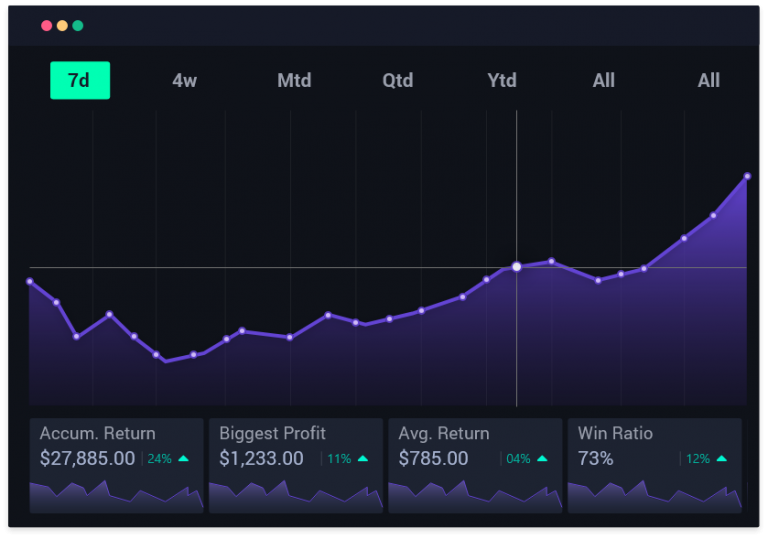 7d 4w Mtd Qtd Ytd All All
Accum. Return Biggest Profit Avg. Return Win Ratio
$27,885.00 24% $1,233.00 11% $785.00 04% 73% 12%